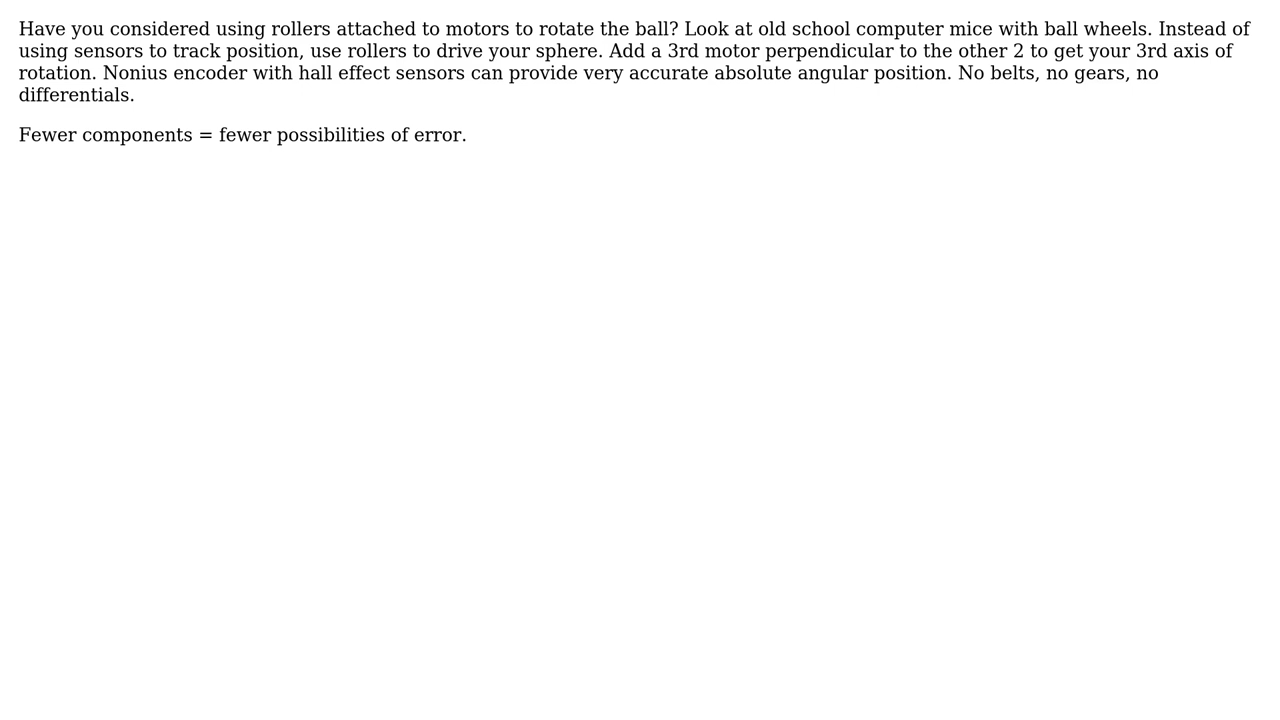 Have you considered using rollers attached to motors to rotate the ball? Look at old school computer mice with ball wheels. Instead of
using sensors to track position, use rollers to drive your sphere. Add a 3rd motor perpendicular to the other 2 to get your 3rd axis of
rotation. Nonius encoder with hall effect sensors can provide very accurate absolute angular position. No belts, no gears, no
differentials.
Fewer components = fewer possibilities of error.